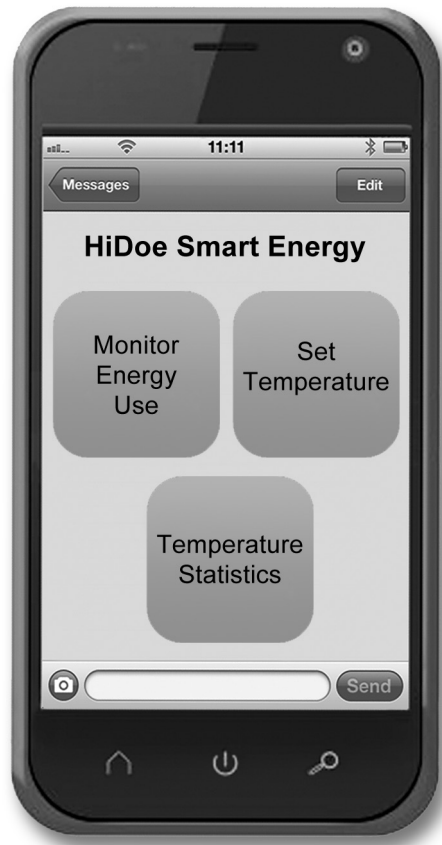 11:11
Messages
Edit
HiDoe Smart Energy
Monitor
Energy
Use
Set
Temperature
Temperature
Statistics
Send